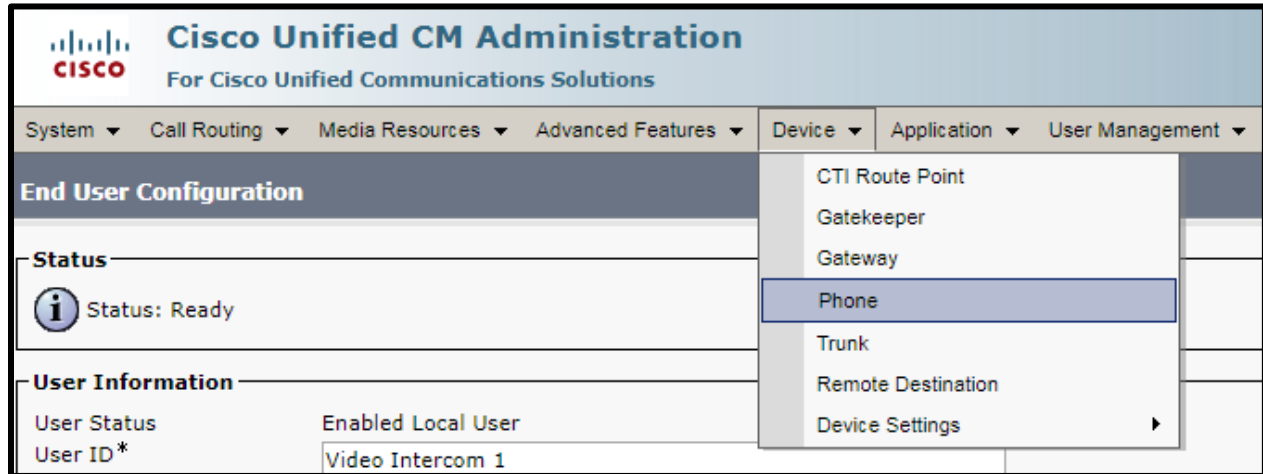 Cisco Unified CM Administration
CISCO
For Cisco Unified Communications Solutions
System Call Routing Media Resources Advanced Features Device Application User Management
End User Configuration
CTI Route Point
Gatekeeper
Gateway
Phone
Trunk
Remote Destination
Device Settings
Status
i Status: Ready
User Information
User Status Enabled Local User
User ID* Video Intercom 1